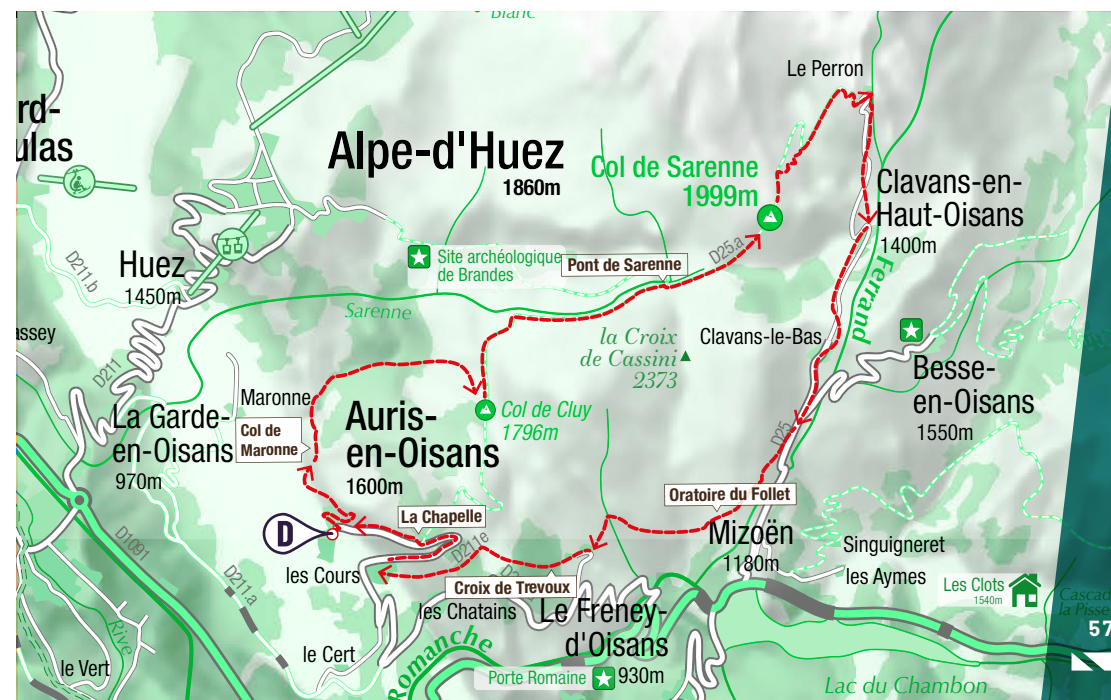 Blanc
Le Perron
rd-
ulas
Alpe-d'Huez
1860m
Col de Sarenne
1999m
Clavans-en-
Haut-Oisans
1400m
D211.b
Huez
1450m
Site archéologique
de Brandes
Pont de Sarenne
D25.a
Ferrand
Sarenne
assey
la Croix
de Cassini
2373
Clavans-le-Bas
D211
Besse-
en-Oisans
1550m
Maronne
La Garde-
en-Oisans
970m
Col de
Maronne
Auris-
en-Oisans
1600m
Col de Cluy
1796m
D25
Oratoire du Follet
La Chapelle
D
D1091
D211e
Mizoën
1180m
Singuigneret
les Aymes
les Cours
D211.a
Croix de Trevoux
les Chatains
Le Freney-
d'Oisans
930m
Les Clots
1540m
Cascad
la Pisse
57
Rive
le Vert
le Cert
Romanche
Porte Romaine
Lac du Chambon